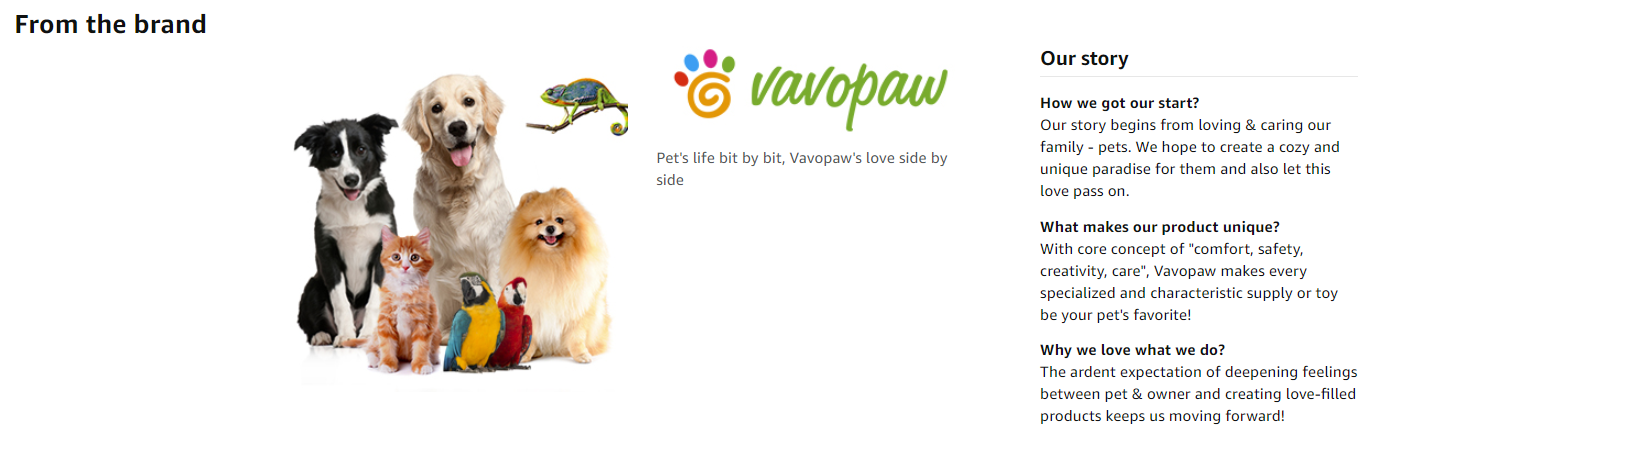 From the brand
vavopaw
Pet's life bit by bit, Vavopaw's love side by
side
Our story
How we got our start?
Our story begins from loving & caring our
family - pets. We hope to create a cozy and
unique paradise for them and also let this
love pass on.
What makes our product unique?
With core concept of "comfort, safety,
creativity, care", Vavopaw makes every
specialized and characteristic supply or toy
be your pet's favorite!
Why we love what we do?
The ardent expectation of deepening feelings
between pet & owner and creating love-filled
products keeps us moving forward!